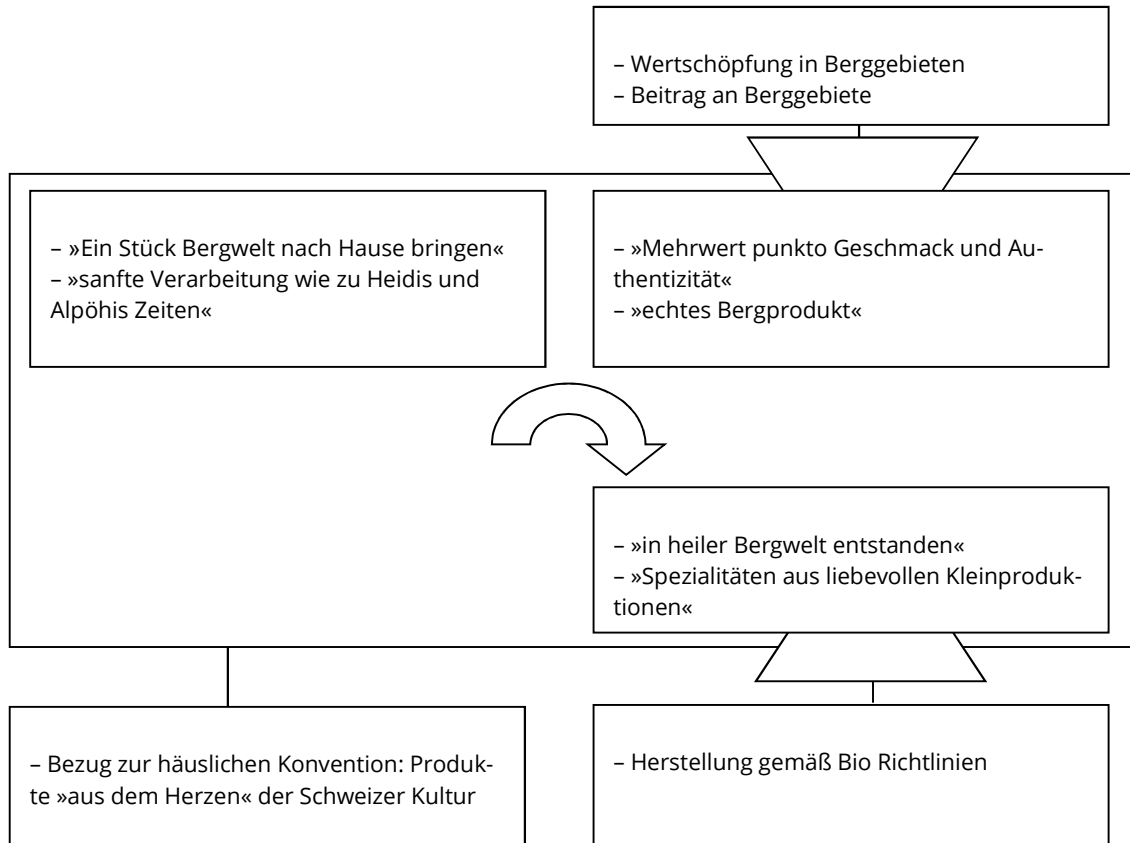 – Wertschöpfung in Berggebieten
– Beitrag an Berggebiete
– »Ein Stück Bergwelt nach Hause bringen«
– »sanfte Verarbeitung wie zu Heidis und
Alpöhis Zeiten«
– »Mehrwert punkto Geschmack und Au-
thentizität«
– »echtes Bergprodukt«
– »in heiler Bergwelt entstanden«
– »Spezialitäten aus liebevollen Kleinproduk-
tionen«
– Bezug zur häuslichen Konvention: Produk-
te »aus dem Herzen« der Schweizer Kultur
– Herstellung gemäß Bio Richtlinien